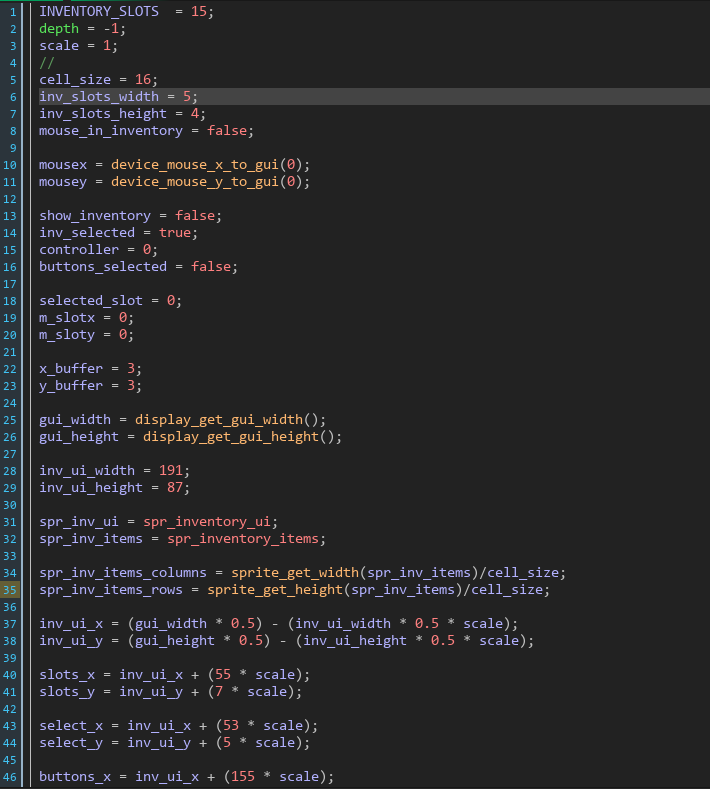 1 INVENTORY_SLOTS  = 15;
2 depth = -1;
3 scale = 1;
4 //
5 cell_size = 16;
6 inv_slots_width = 5;
7 inv_slots_height = 4;
8 mouse_in_inventory = false;
9
10 mousex = device_mouse_x_to_gui(0);
11 mousey = device_mouse_y_to_gui(0);
12
13 show_inventory = false;
14 inv_selected = true;
15 controller = 0;
16 buttons_selected = false;
17
18 selected_slot = 0;
19 m_slotx = 0;
20 m_sloty = 0;
21
22 x_buffer = 3;
23 y_buffer = 3;
24
25 gui_width = display_get_gui_width();
26 gui_height = display_get_gui_height();
27
28 inv_ui_width = 191;
29 inv_ui_height = 87;
30
31 spr_inv_ui = spr_inventory_ui;
32 spr_inv_items = spr_inventory_items;
33
34 spr_inv_items_columns = sprite_get_width(spr_inv_items)/cell_size;
35 spr_inv_items_rows = sprite_get_height(spr_inv_items)/cell_size;
36
37 inv_ui_x = (gui_width * 0.5) - (inv_ui_width * 0.5 * scale);
38 inv_ui_y = (gui_height * 0.5) - (inv_ui_height * 0.5 * scale);
39
40 slots_x = inv_ui_x + (55 * scale);
41 slots_y = inv_ui_y + (7 * scale);
42
43 select_x = inv_ui_x + (53 * scale);
44 select_y = inv_ui_y + (5 * scale);
45
46 buttons_x = inv_ui_x + (155 * scale);